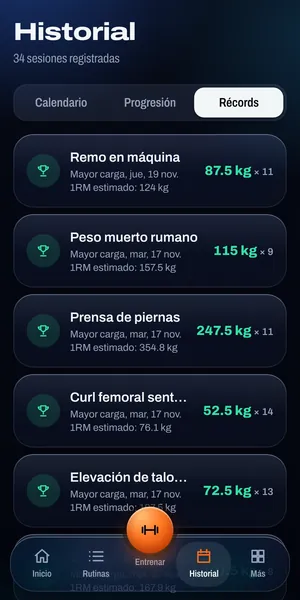 Historial
34 sesiones registradas
Calendario Progresión Récords
Remo en máquina
Mayor carga, jue, 19 nov.
1RM estimado: 124 kg
87.5 kg × 11
Peso muerto rumano
Mayor carga, mar, 17 nov.
1RM estimado: 157.5 kg
115 kg × 9
Prensa de piernas
Mayor carga, mar, 17 nov.
1RM estimado: 354.8 kg
247.5 kg × 11
Curl femoral sent...
Mayor carga, mar, 17 nov.
1RM estimado: 76.1 kg
52.5 kg × 14
Elevación de talo...
Mayor carga, mar, 17 nov.
1RM estimado:
72.5 kg × 13
Inicio Rutinas Entrenar Historial Más
1RM estimado: 167.9 kg